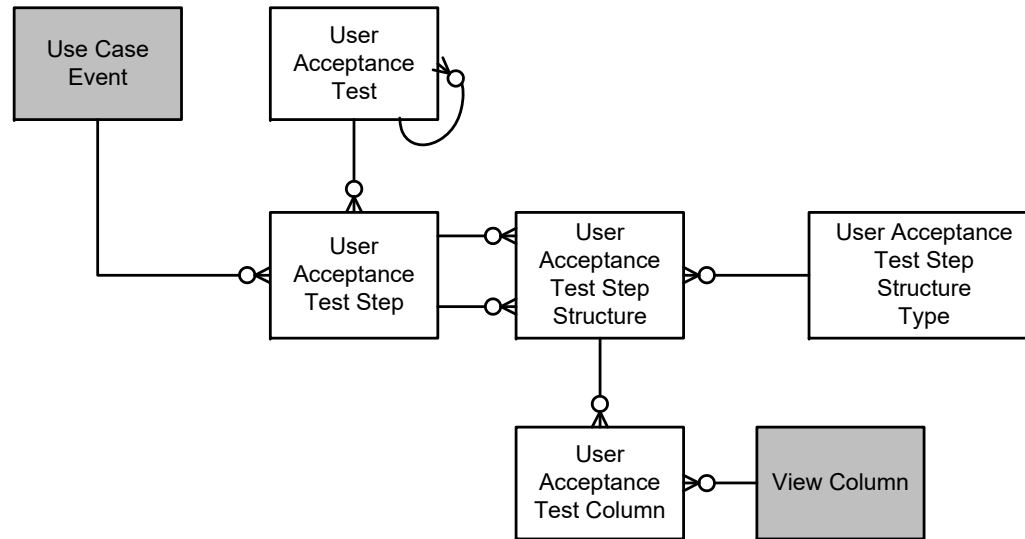 Use Case
Event
User
Acceptance
Test
User
Acceptance
Test Step
User
Acceptance
Test Step
Structure
User Acceptance
Test Step
Structure
Type
User
Acceptance
Test Column
View Column